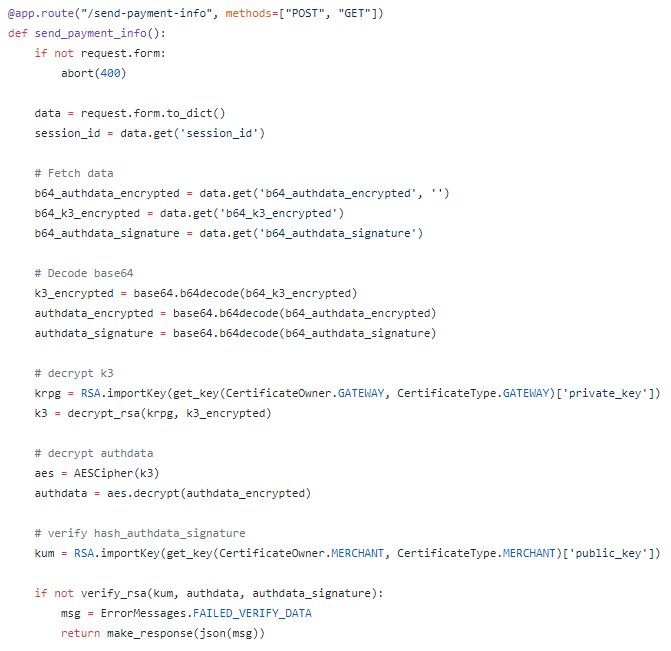 @app.route("/send-payment-info", methods=["POST", "GET"])
def send_payment_info():
    if not request.form:
        abort(400)

    data = request.form.to_dict()
    session_id = data.get('session_id')

    # Fetch data
    b64_authdata_encrypted = data.get('b64_authdata_encrypted', '')
    b64_k3_encrypted = data.get('b64_k3_encrypted')
    b64_authdata_signature = data.get('b64_authdata_signature')

    # Decode base64
    k3_encrypted = base64.b64decode(b64_k3_encrypted)
    authdata_encrypted = base64.b64decode(b64_authdata_encrypted)
    authdata_signature = base64.b64decode(b64_authdata_signature)

    # decrypt k3
    krpg = RSA.importKey(get_key(CertificateOwner.GATEWAY, CertificateType.GATEWAY)['private_key'])
    k3 = decrypt_rsa(krpg, k3_encrypted)

    # decrypt authdata
    aes = AESCipher(k3)
    authdata = aes.decrypt(authdata_encrypted)

    # verify hash_authdata_signature
    kum = RSA.importKey(get_key(CertificateOwner.MERCHANT, CertificateType.MERCHANT)['public_key'])

    if not verify_rsa(kum, authdata, authdata_signature):
        msg = ErrorMessages.FAILED_VERIFY_DATA
        return make_response(json(msg))